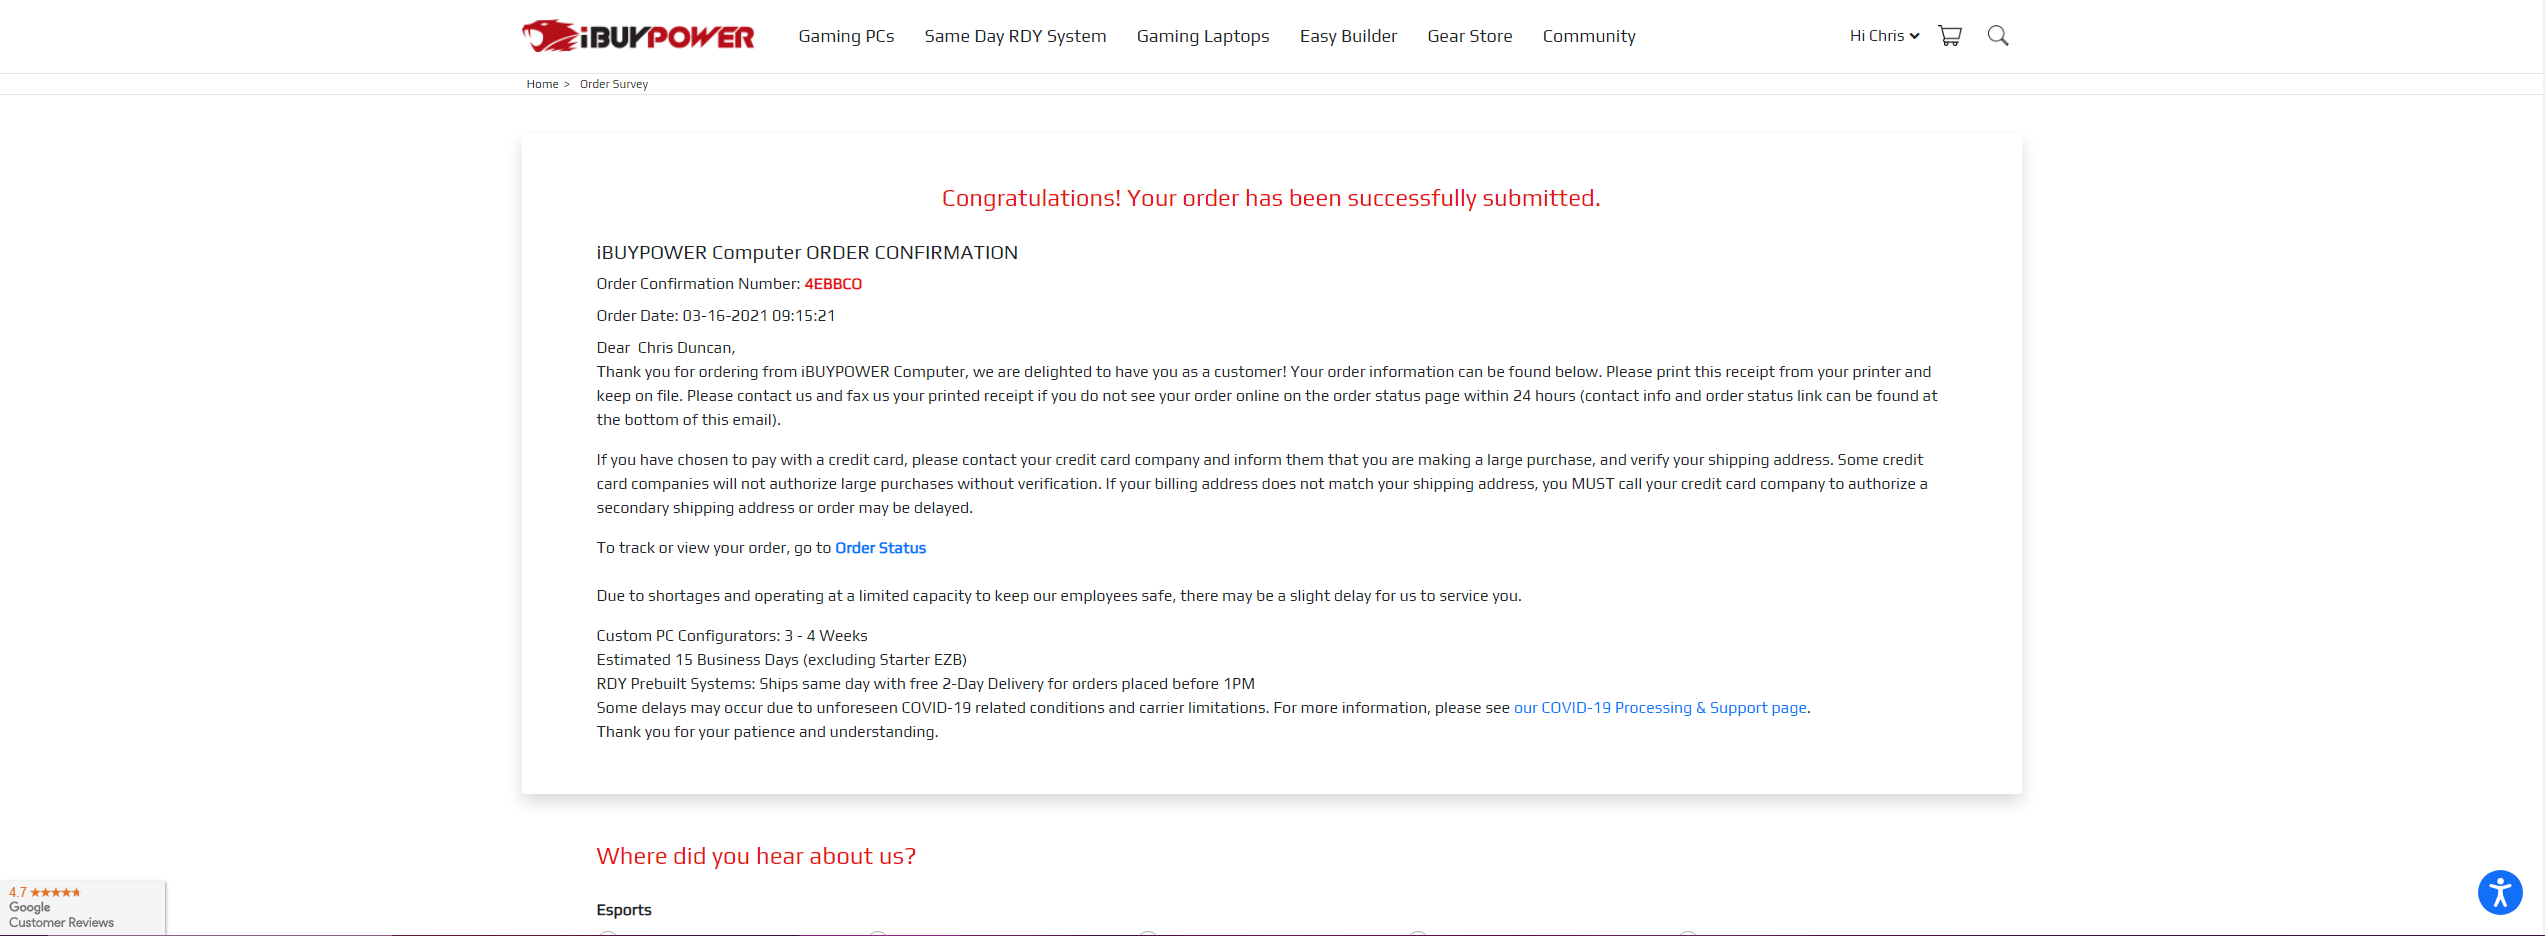 iBUYPOWER Gaming PCs Same Day RDY System Gaming Laptops Easy Builder Gear Store Community Hi Chris
Home > Order Survey
Congratulations! Your order has been successfully submitted.
iBUYPOWER Computer ORDER CONFIRMATION
Order Confirmation Number: 4EBBCO
Order Date: 03-16-2021 09:15:21
Dear Chris Duncan,
Thank you for ordering from iBUYPOWER Computer, we are delighted to have you as a customer! Your order information can be found below. Please print this receipt from your printer and
keep on file. Please contact us and fax us your printed receipt if you do not see your order online on the order status page within 24 hours (contact info and order status link can be found at
the bottom of this email).
If you have chosen to pay with a credit card, please contact your credit card company and inform them that you are making a large purchase, and verify your shipping address. Some credit
card companies will not authorize large purchases without verification. If your billing address does not match your shipping address, you MUST call your credit card company to authorize a
secondary shipping address or order may be delayed.
To track or view your order, go to Order Status
Due to shortages and operating at a limited capacity to keep our employees safe, there may be a slight delay for us to service you.
Custom PC Configurators: 3 - 4 Weeks
Estimated 15 Business Days (excluding Starter EZB)
RDY Prebuilt Systems: Ships same day with free 2-Day Delivery for orders placed before 1PM
Some delays may occur due to unforeseen COVID-19 related conditions and carrier limitations. For more information, please see our COVID-19 Processing & Support page.
Thank you for your patience and understanding.
Where did you hear about us?
Esports
4.7 ★★★★★
Google
Customer Reviews